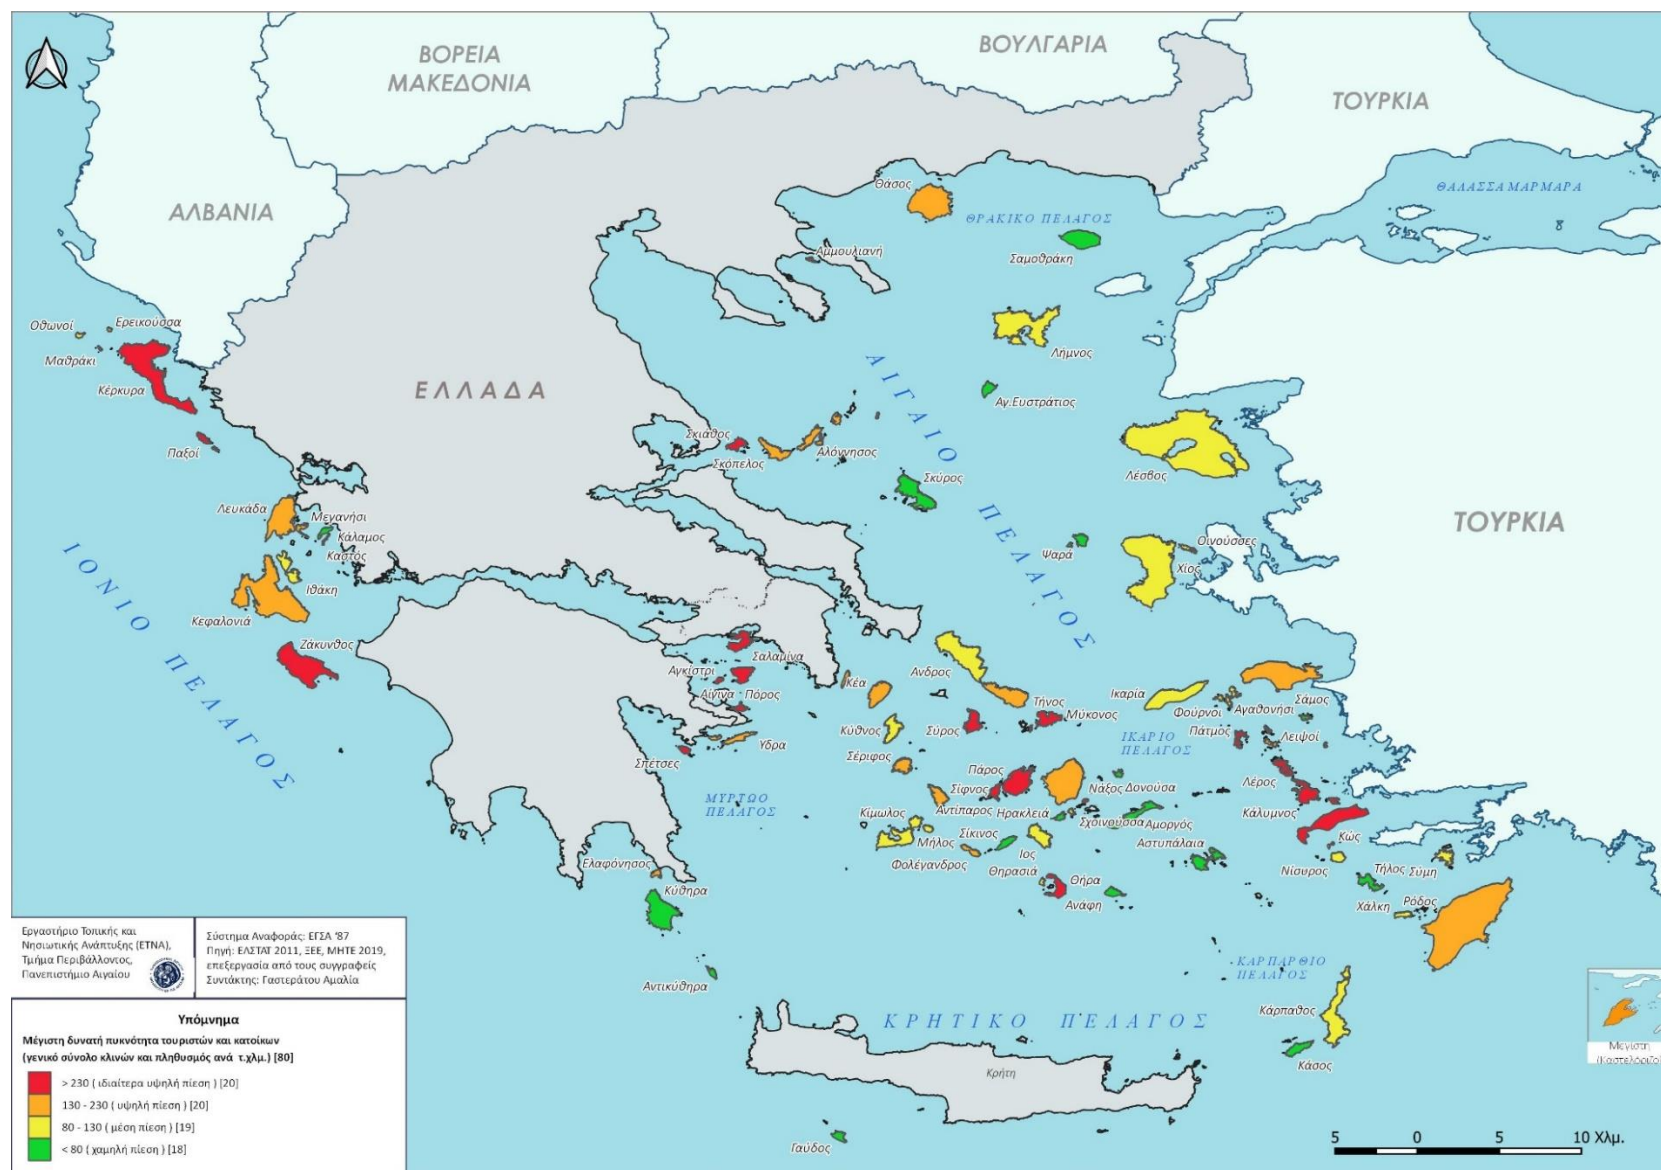 ΒΟΡΕΙΑ
ΜΑΚΕΔΟΝΙΑ
ΒΟΥΛΓΑΡΙΑ
ΤΟΥΡΚΙΑ
ΑΛΒΑΝΙΑ
ΘΑΛΑΣΣΑ ΜΑΡΜΑΡΑ
Θάσος
ΘΡΑΚΙΚΟ ΠΕΛΑΓΟΣ
Σαμοθράκη
Αμμουλιανή
Οθωνοί
Ερεικούσσα
Μαθράκι
Κέρκυρα
Παξοί
ΕΛΛΑΔΑ
Λήμνος
Αγ.Ευστράτιος
ΑΙΓΑΙΟ ΠΕΛΑΓΟΣ
Σκιάθος
Σκόπελος
Αλόννησος
Σκύρος
Λέσβος
Ψαρά
Οινούσσες
Χίος
ΤΟΥΡΚΙΑ
Λευκάδα
Μεγανήσι
Κάλαμος
Καστός
Ιθάκη
Κεφαλονιά
Ζάκυνθος
ΙΟΝΙΟ ΠΕΛΑΓΟΣ
Σαλαμίνα
Αγκίστρι
Αίγινα
Πόρος
Υδρα
Σπέτσες
Ανδρος
Κέα
Τήνος
Μύκονος
Κύθνος
Σύρος
Σέριφος
Ικαρία
Φούρνοι
Σάμος
Αγαθονήσι
Πάτμος
Λειψοί
ΙΚΑΡΙΟ
ΠΕΛΑΓΟΣ
Λέρος
Κάλυμνος
Κώς
Πάρος
Σίφνος
Αντίπαρος
Νάξος
Δονούσα
Ηρακλειά
Σχοινούσσα
Αμοργός
Αστυπάλαια
Κίμωλος
Μήλος
Σίκινος
Φολέγανδρος
Ιος
Θηρασιά
Θήρα
Ανάφη
ΜΥΡΤΩΟ
ΠΕΛΑΓΟΣ
Ελαφόνησος
Κύθηρα
Αντικύθηρα
Νίσυρος
Τήλος
Σύμη
Χάλκη
Ρόδος
ΚΑΡΠΑΘΙΟ
ΠΕΛΑΓΟΣ
Κάρπαθος
Κάσος
ΚΡΗΤΙΚΟ ΠΕΛΑΓΟΣ
Κρήτη
Γαύδος
Μεγίστη
(Καστελόριζο
Εργαστήριο Τοπικής και
Νησιωτικής Ανάπτυξης (ΕΤΝΑ),
Τμήμα Περιβάλλοντος,
Πανεπιστήμιο Αιγαίου
Σύστημα Αναφοράς: ΕΓΣΑ '87
Πηγή: ΕΛΣΤΑΤ 2011, ΞΕΕ, ΜΗΤΕ 2019,
επεξεργασία από τους συγγραφείς
Συντάκτης: Γαστεράτου Αμαλία
Υπόμνημα
Μέγιστη δυνατή πυκνότητα τουριστών και κατοίκων
(γενικό σύνολο κλινών και πληθυσμός ανά τ.χλμ.) [80]
> 230 ( ιδιαίτερα υψηλή πίεση ) [20]
130 - 230 ( υψηλή πίεση ) [20]
80 - 130 ( μέση πίεση ) [19]
< 80 ( χαμηλή πίεση ) [18]
5 0 5 10 Χλμ.